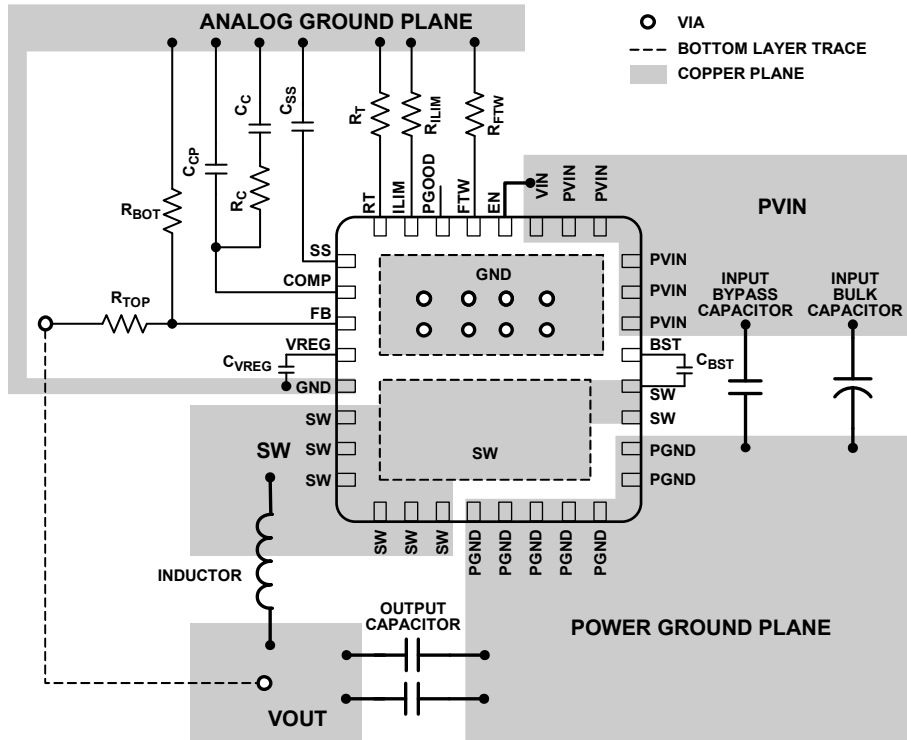 ANALOG GROUND PLANE
VIA
BOTTOM LAYER TRACE
COPPER PLANE
CSS
CC
RT
RILIM
RFTW
CCP
RC
RBOT
RT
ILIM
PGOOD
FTW
EN
VIN
PVIN
PVIN
PVIN
SS
COMP
FB
VREG
GND
SW
SW
SW
RTOP
CVREG
GND
SW
PVIN
PVIN
PVIN
BST
SW
SW
PGND
PGND
CBST
INPUT
BYPASS
CAPACITOR
INPUT
BULK
CAPACITOR
SW
SW
SW
SW
PGND
PGND
PGND
PGND
PGND
INDUCTOR
OUTPUT
CAPACITOR
POWER GROUND PLANE
VOUT